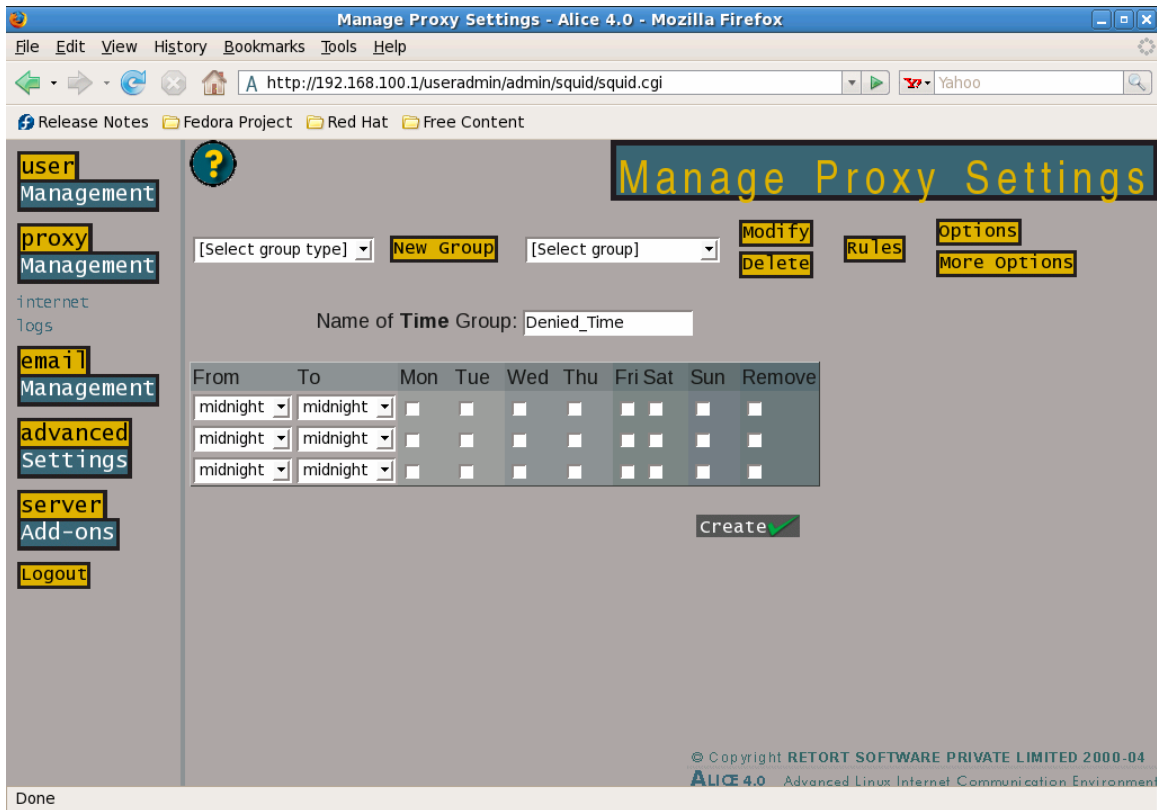 Manage Proxy Settings - Alice 4.0 - Mozilla Firefox
File Edit View History Bookmarks Tools Help
http://192.168.100.1/useradmin/admin/squid/squid.cgi
Yahoo
Release Notes Fedora Project Red Hat Free Content
user
Management
proxy
Management
internet
logs
email
Management
advanced
Settings
server
Add-ons
Logout
?
Manage Proxy Settings
[Select group type] New Group [Select group] Modify Delete Rules Options More Options
Name of Time Group: Denied_Time
From To Mon Tue Wed Thu Fri Sat Sun Remove
midnight midnight
midnight midnight
midnight midnight
Create
© Copyright RETORT SOFTWARE PRIVATE LIMITED 2000-04
ALICE 4.0 Advanced Linux Internet Communication Environment
Done